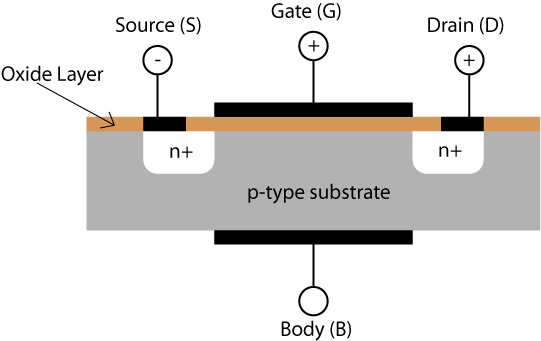 Gate (G)
Source (S)
Drain (D)
-
+
+
Oxide Layer
n+
n+
p-type substrate
Body (B)